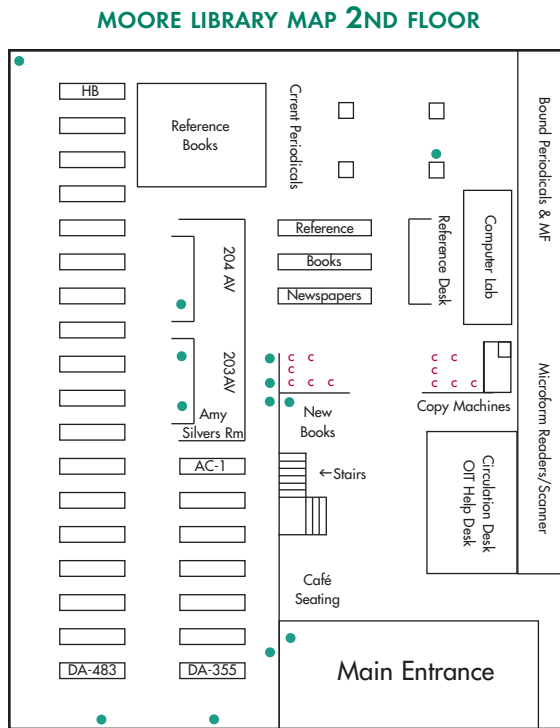 MOORE LIBRARY MAP 2ND FLOOR
HB
Reference
Books
Crrent Periodicals
Bound Periodicals & MF
Reference
Books
Newspapers
Reference Desk
Computer Lab
204 AV
203AV
Amy
Silvers Rm
c c
c
c c c
New
Books
c c
c
c c c
Copy Machines
Microform Readers/Scanner
AC-1
←Stairs
Circulation Desk
OIT Help Desk
Café
Seating
DA-483
DA-355
Main Entrance